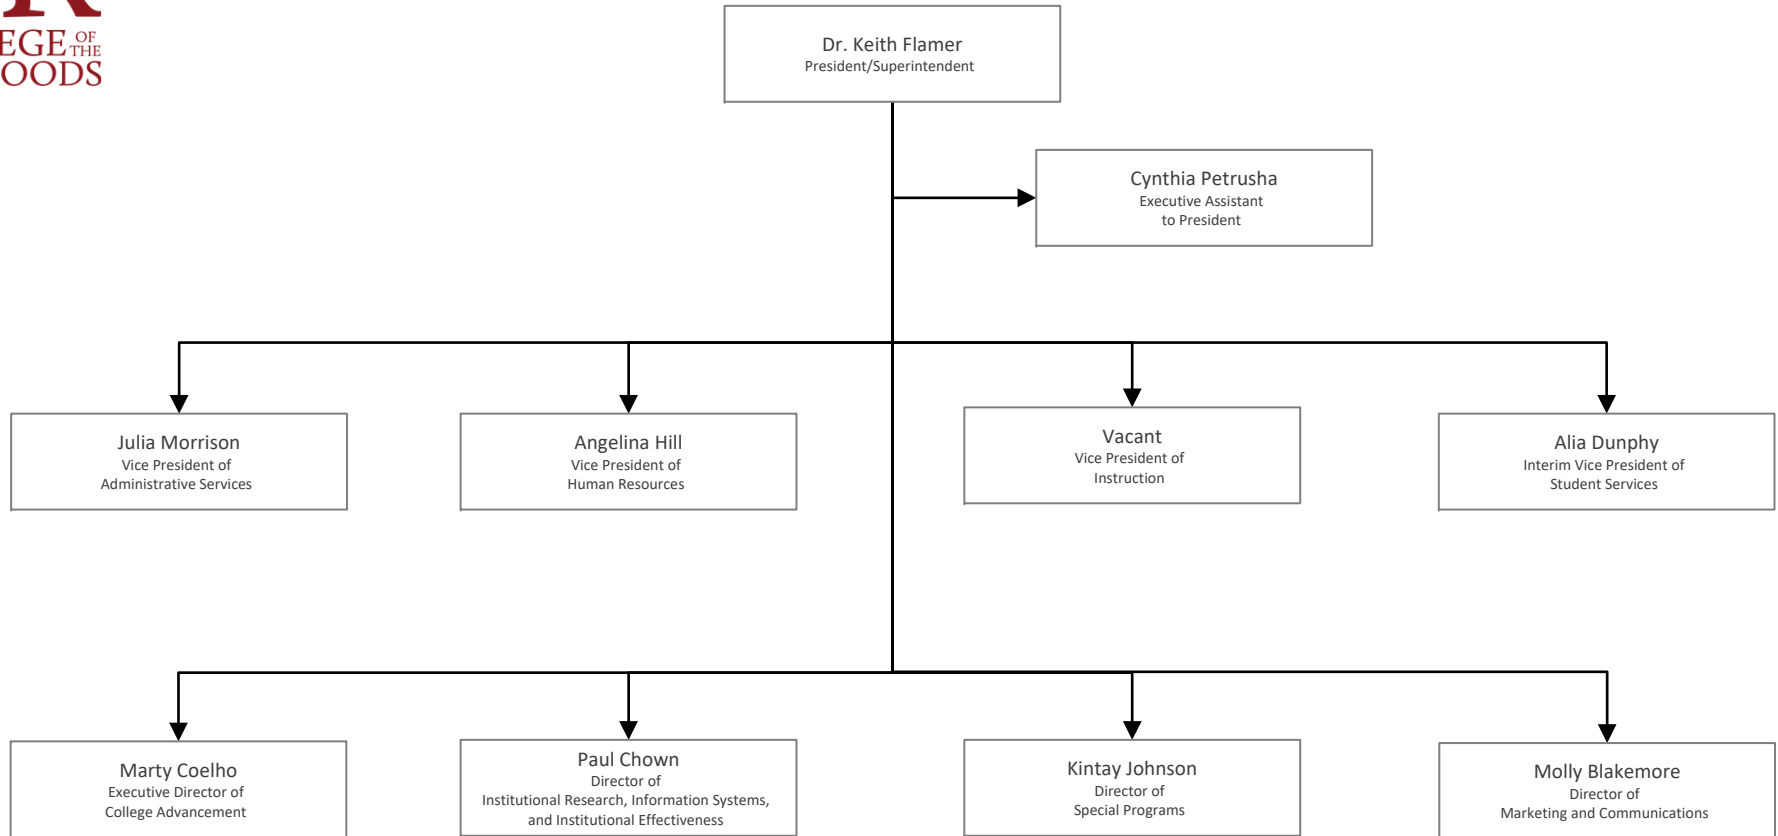 EGE OF THE
OODS
Dr. Keith Flamer
President/Superintendent
Cynthia Petrusha
Executive Assistant
to President
Julia Morrison
Vice President of
Administrative Services
Angelina Hill
Vice President of
Human Resources
Vacant
Vice President of
Instruction
Alia Dunphy
Interim Vice President of
Student Services
Marty Coelho
Executive Director of
College Advancement
Paul Chown
Director of
Institutional Research, Information Systems,
and Institutional Effectiveness
Kintay Johnson
Director of
Special Programs
Molly Blakemore
Director of
Marketing and Communications